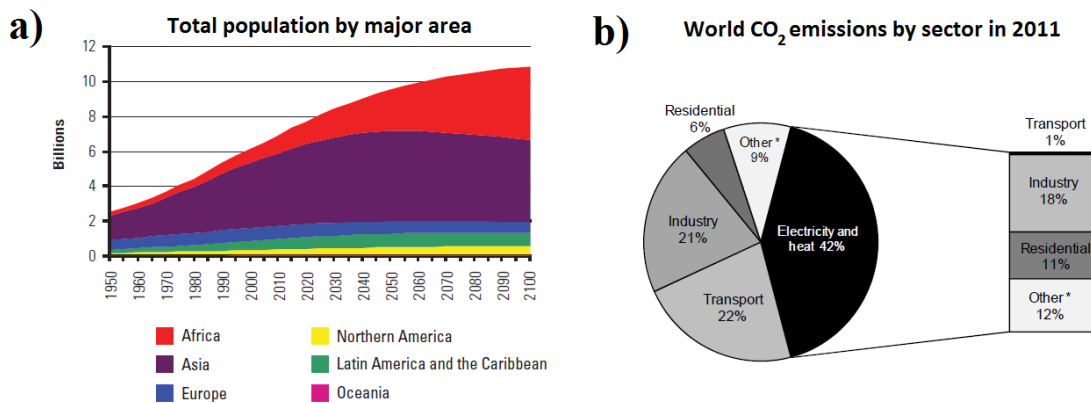 a)
Total population by major area
Billions
12
10
8
6
4
2
0
1950
1960
1970
1980
1990
2000
2010
2020
2030
2040
2050
2060
2070
2080
2090
2100
Africa
Asia
Europe
Northern America
Latin America and the Caribbean
Oceania
b)
World CO₂ emissions by sector in 2011
Residential
6%
Other *
9%
Industry
21%
Electricity and
heat 42%
Transport
22%
Transport
1%
Industry
18%
Residential
11%
Other *
12%